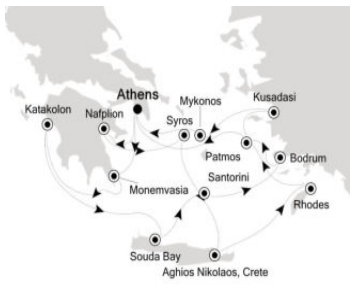 Athens
Mykonos
Kusadasi
Katakolon
Nafplion
Syros
Patmos
Bodrum
Monemvasia
Santorini
Rhodes
Souda Bay
Aghios Nikolaos, Crete